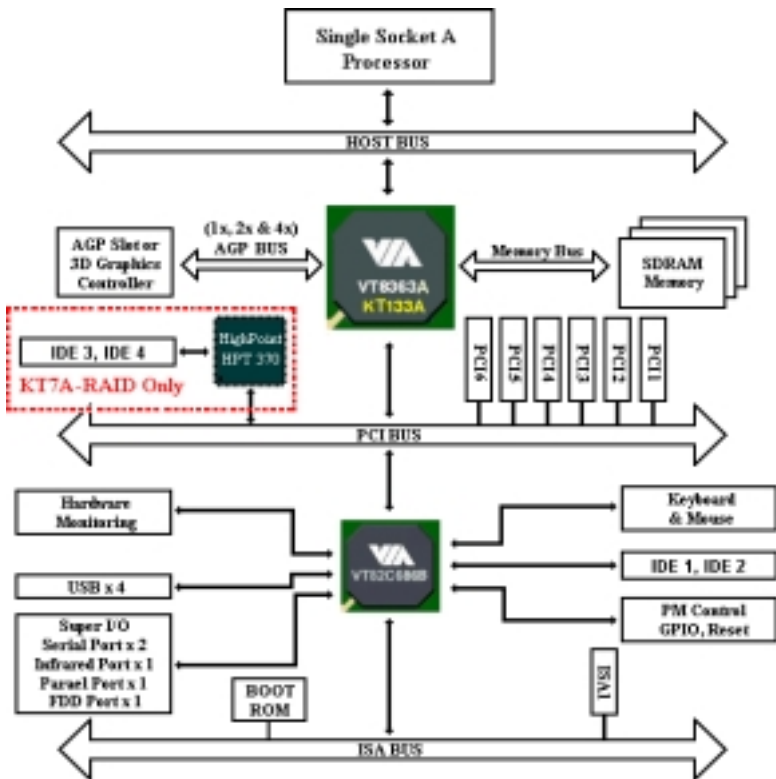 Single Socket A
Processor
HOST BUS
(1x, 2x & 4x)
AGP BUS
AGP Slot or
3D Graphics
Controller
VIA
VT8363A
KT133A
Memory Bus
SDRAM
Memory
IDE 3, IDE 4
HighPoint
HPT 370
KT7A-RAID Only
PCI6
PCI5
PCI4
PCI3
PCI2
PCI1
PCI BUS
Hardware
Monitoring
USB x 4
Super I/O
Serial Port x 2
Infrared Port x 1
Parael Port x 1
FDD Port x 1
VIA
VT82C686B
Keyboard
& Mouse
IDE 1, IDE 2
PM Control
GPIO, Reset
BOOT
ROM
ISA1
ISA BUS